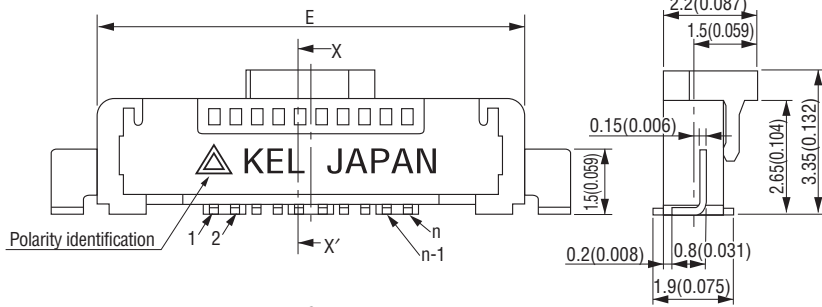 E
2.2(0.087)
1.5(0.059)
X
0.15(0.006)
KEL JAPAN
1.5(0.059)
2.65(0.104)
3.35(0.132)
Polarity identification
1 2
X′
n
n-1
0.2(0.008)
0.8(0.031)
1.9(0.075)